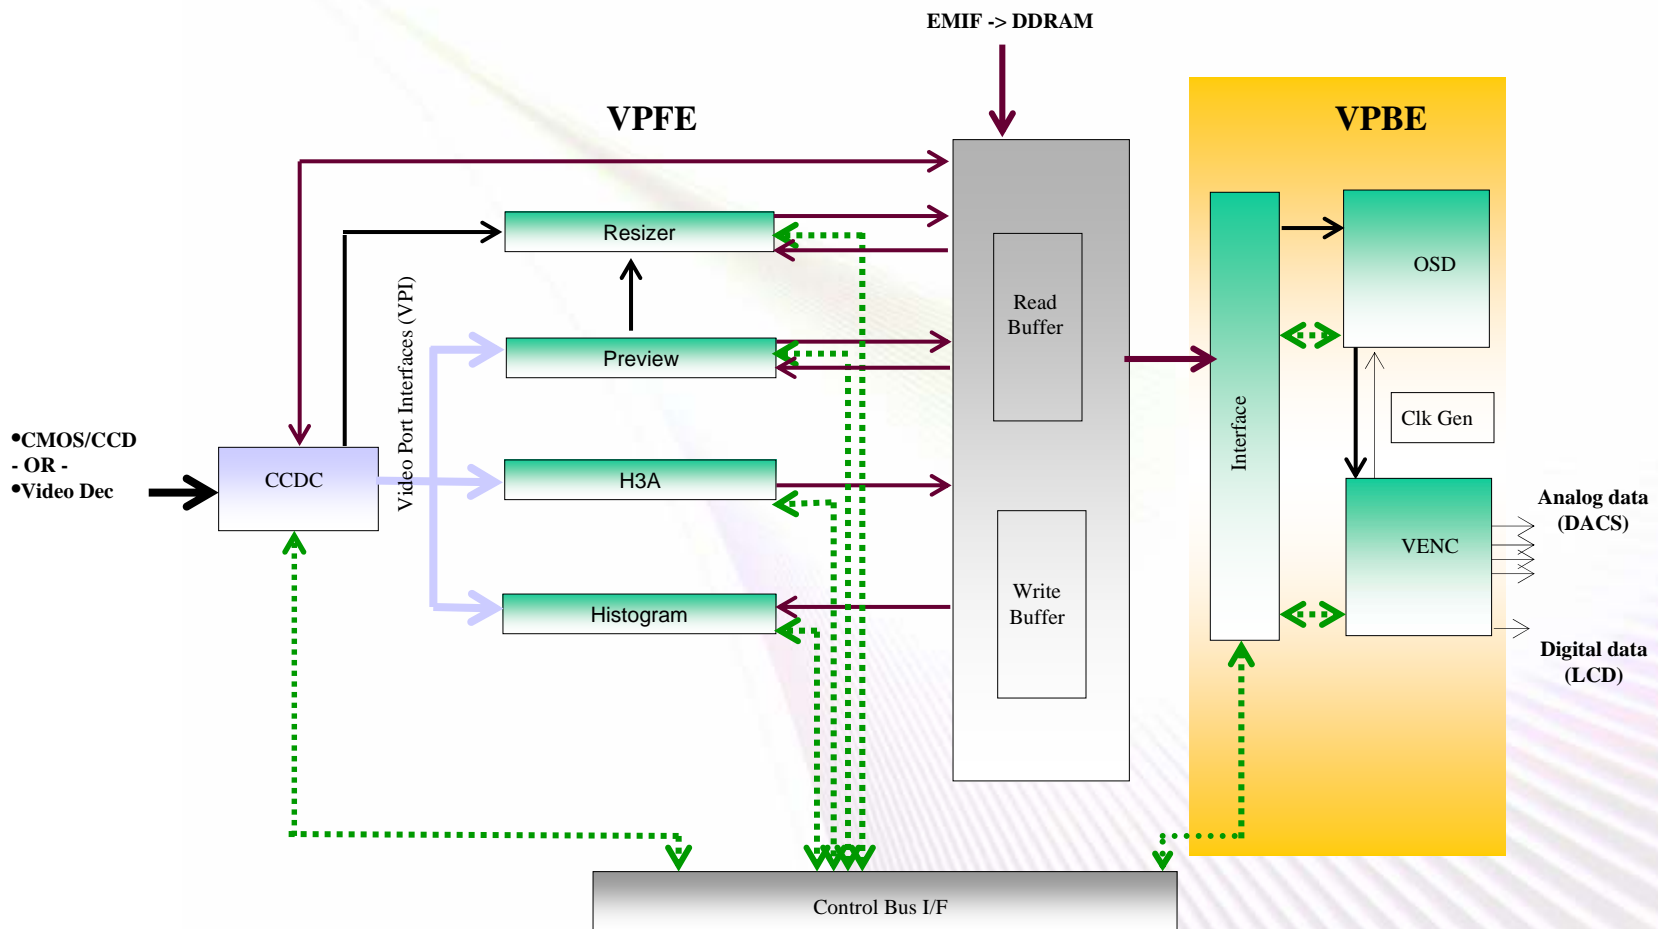 EMIF -> DDRAM
VPFE
VPBE
Resizer
Read
Buffer
OSD
Video Port Interfaces (VPI)
Preview
Interface
Clk Gen
•CMOS/CCD
- OR -
•Video Dec
CCDC
H3A
VENC
Analog data
(DACS)
Histogram
Write
Buffer
Digital data
(LCD)
Control Bus I/F